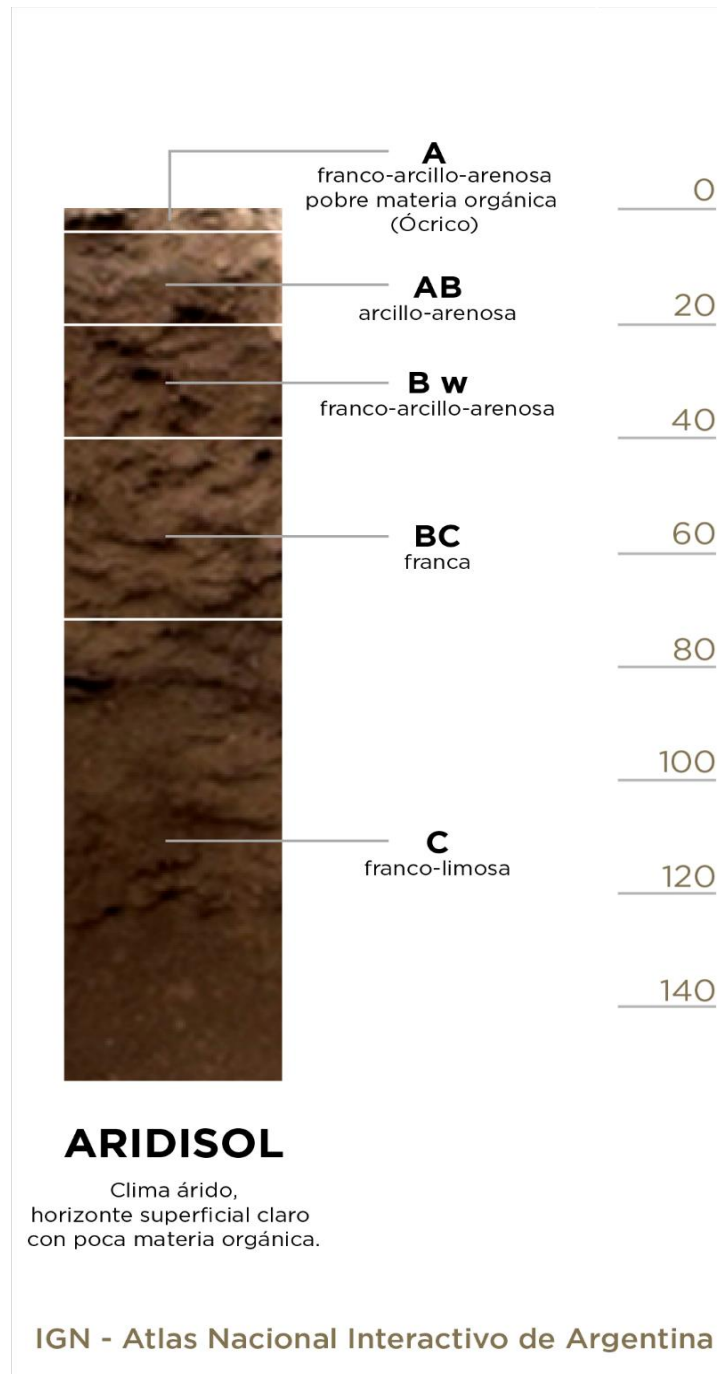 A
franco-arcillo-arenosa
pobre materia orgánica
(Ócrico)
0
AB
arcillo-arenosa
20
B w
franco-arcillo-arenosa
40
BC
franca
60
80
100
C
franco-limosa
120
140
ARIDISOL
Clima árido,
horizonte superficial claro
con poca materia orgánica.
IGN - Atlas Nacional Interactivo de Argentina